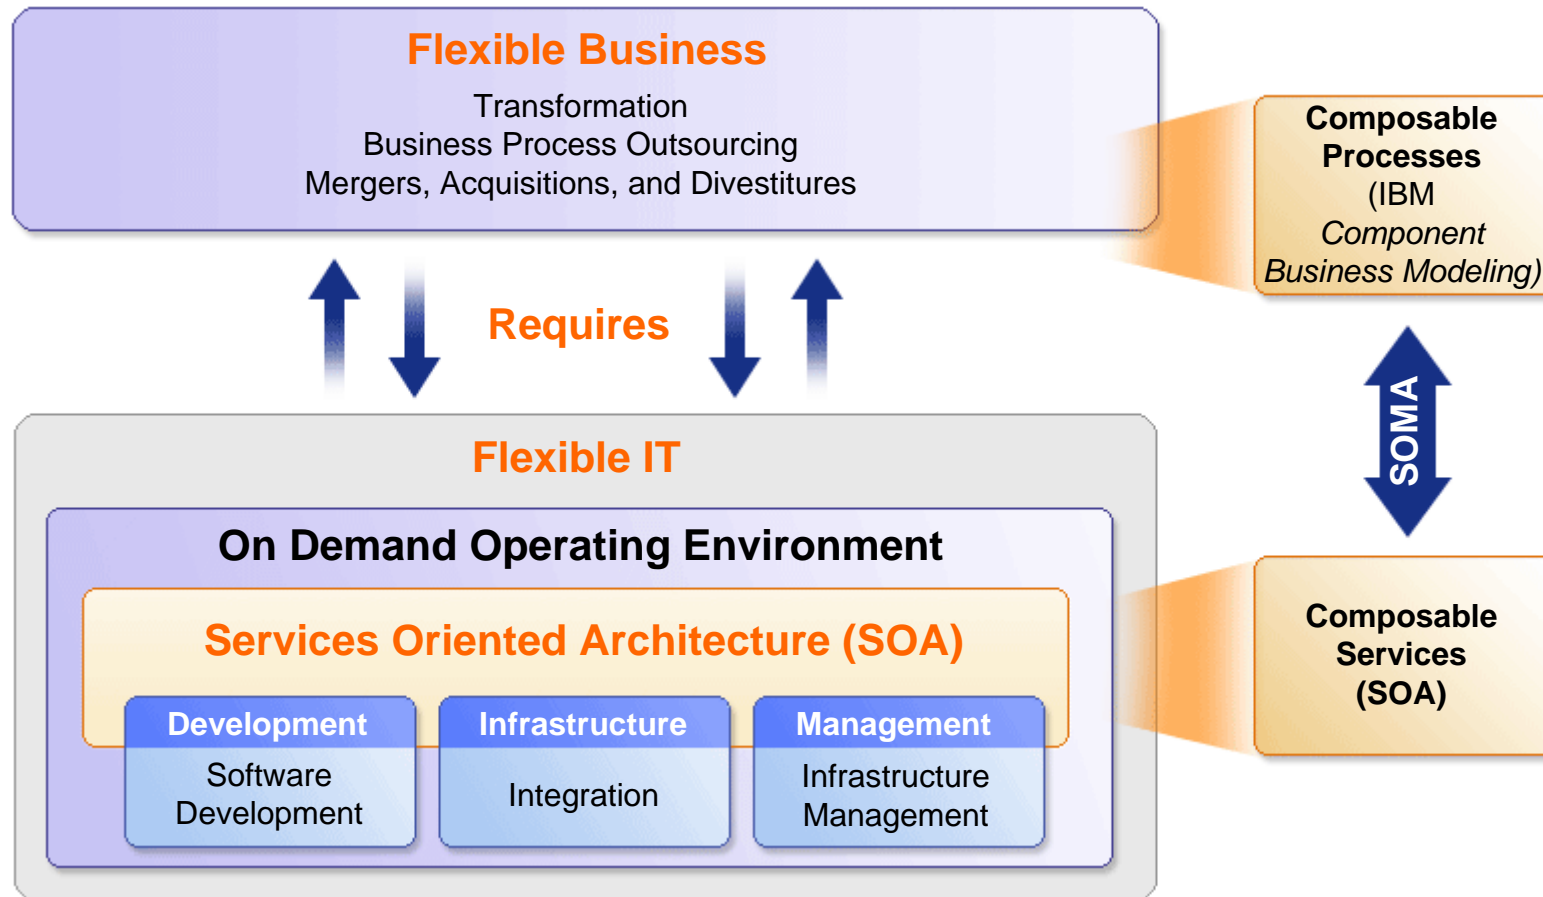 Flexible Business
Transformation
Business Process Outsourcing
Mergers, Acquisitions, and Divestitures
Composable
Processes
(IBM
Component
Business Modeling)
Requires
SOMA
Flexible IT
On Demand Operating Environment
Services Oriented Architecture (SOA)
Development
Software
Development
Infrastructure
Integration
Management
Infrastructure
Management
Composable
Services
(SOA)